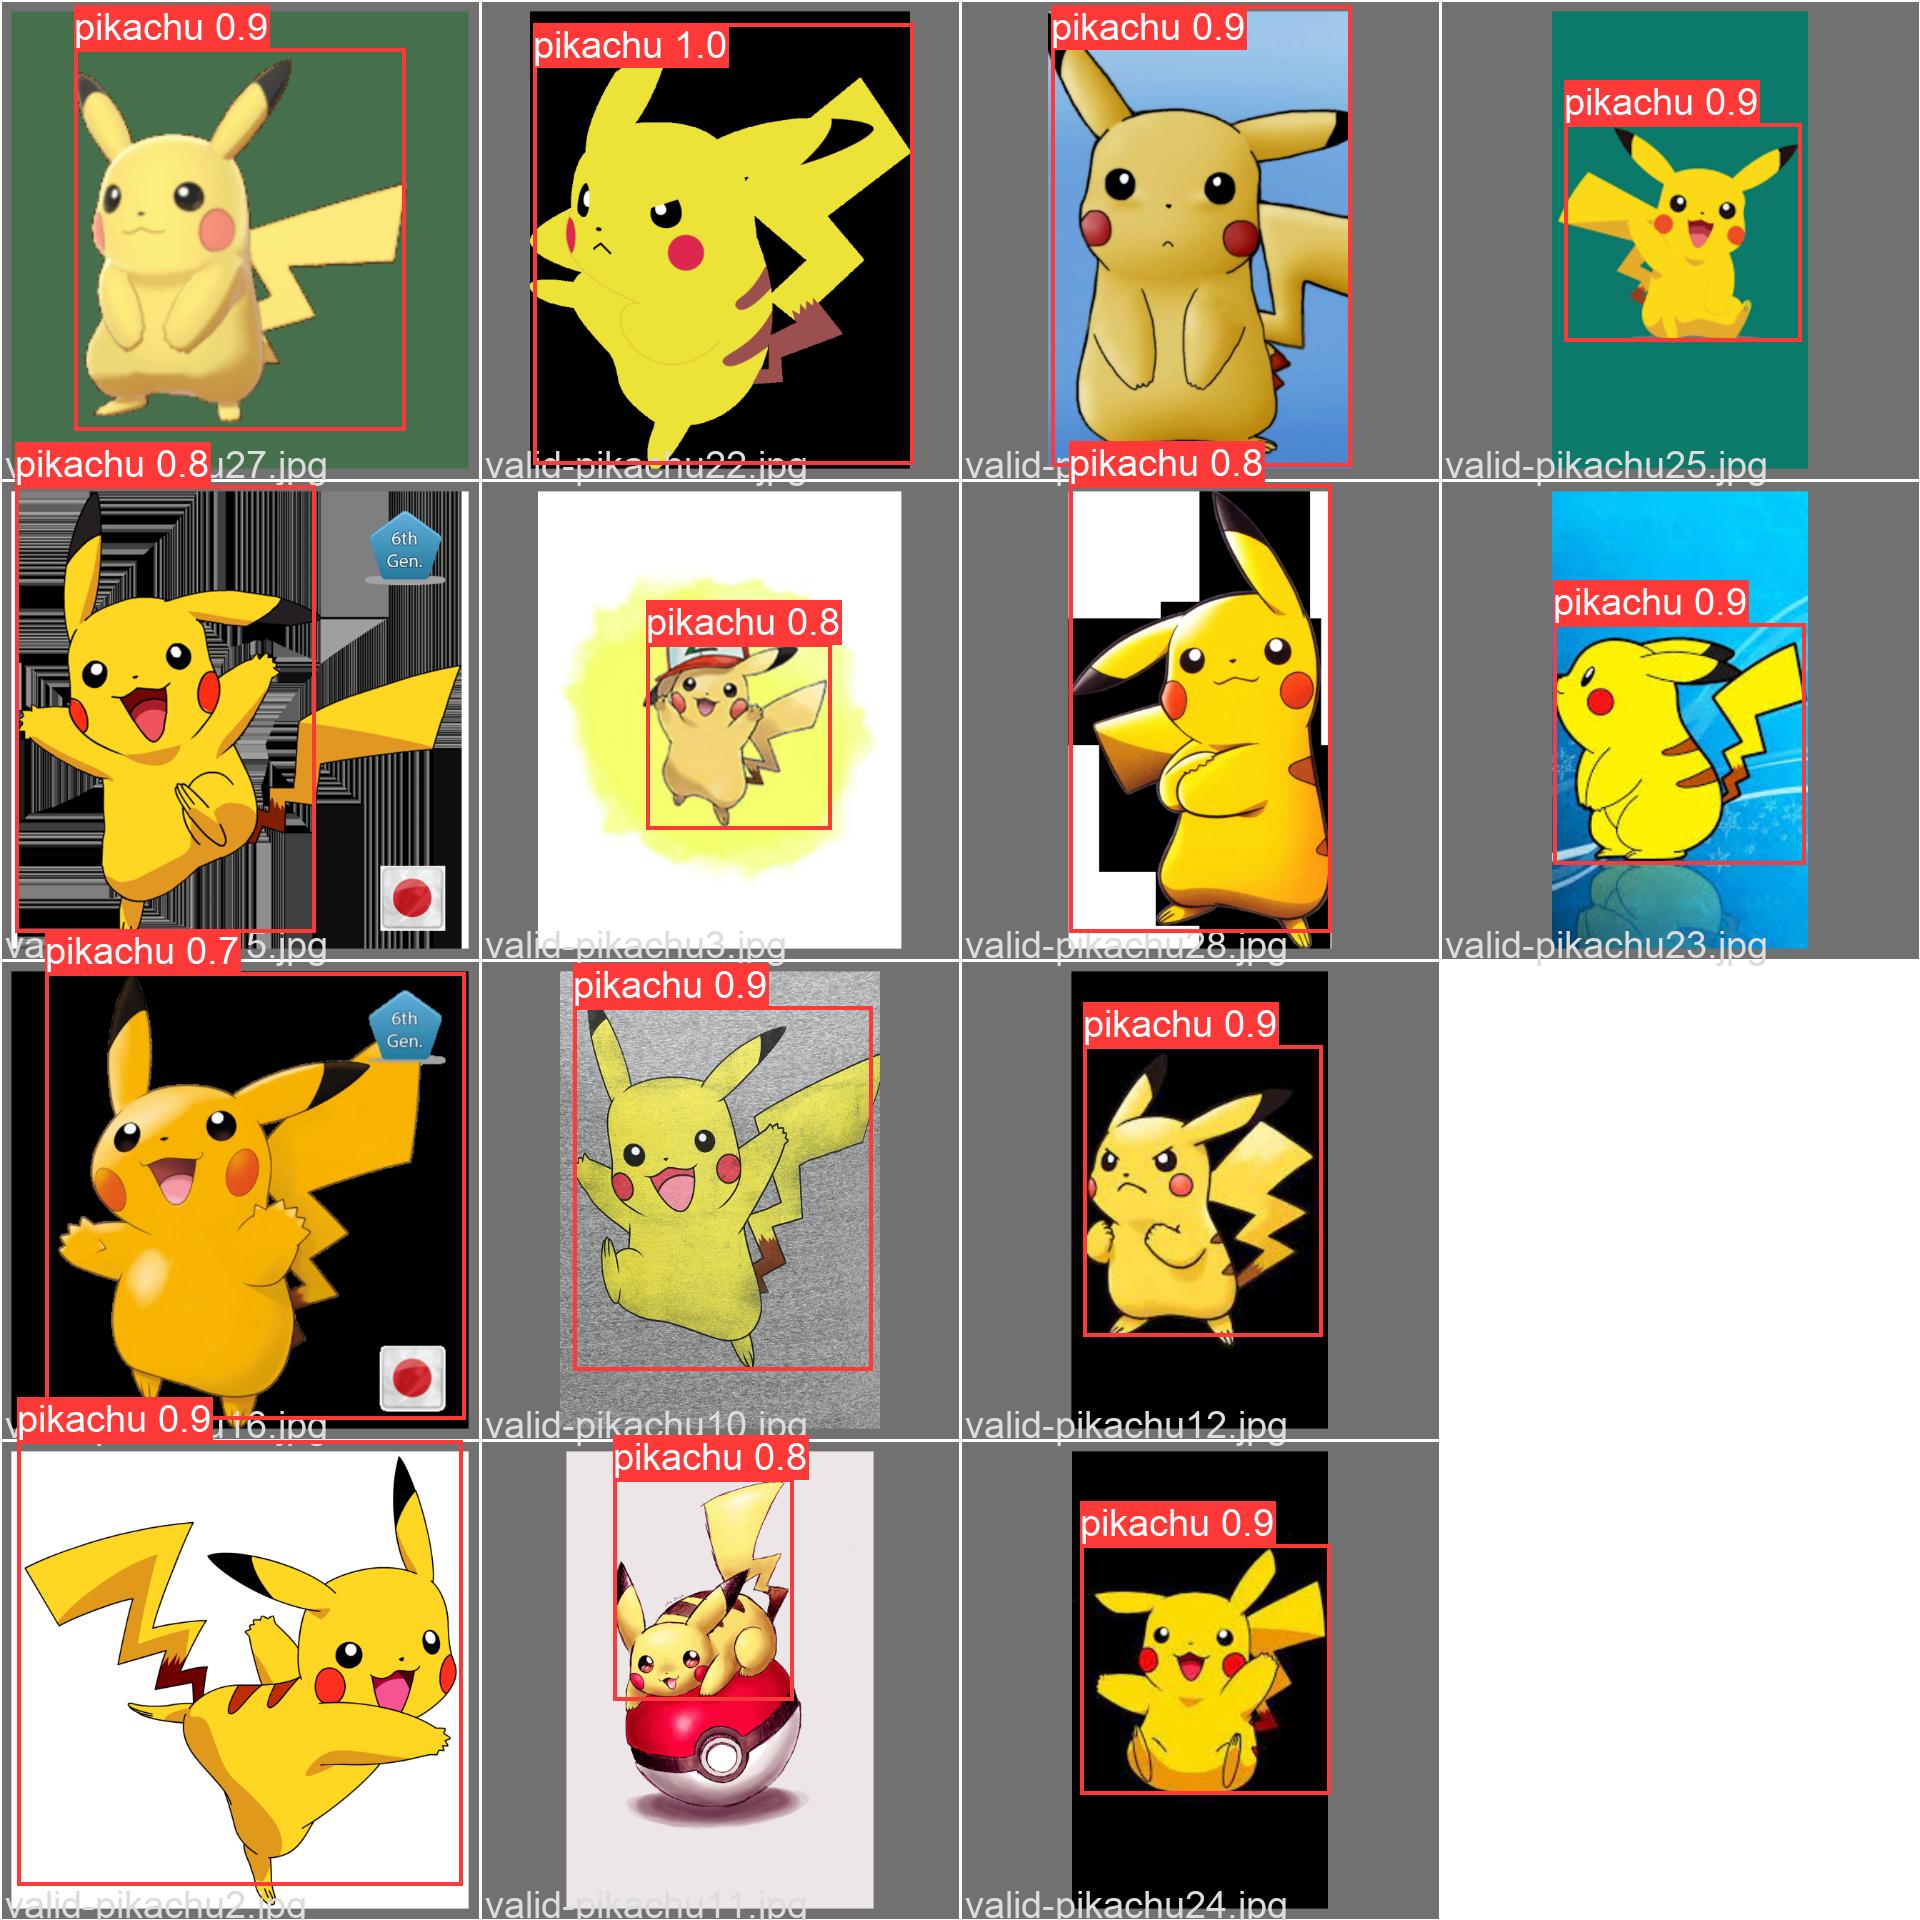 pikachu 0.9
pikachu 1.0
pikachu 0.9
pikachu 0.9
u27.jpg
valid-pikachu22.jpg
valid-p
valid-pikachu25.jpg
pikachu 0.8
6th
Gen.
pikachu 0.8
pikachu 0.8
pikachu 0.9
va
5.jpg
valid-pikachu3.jpg
valid-pikachu28.jpg
valid-pikachu23.jpg
pikachu 0.7
6th
Gen.
pikachu 0.9
pikachu 0.9
u16.jpg
valid-pikachu10.jpg
valid-pikachu12.jpg
pikachu 0.9
pikachu 0.8
pikachu 0.9
valid-pikachu2.jpg
valid-pikachu11.jpg
valid-pikachu24.jpg